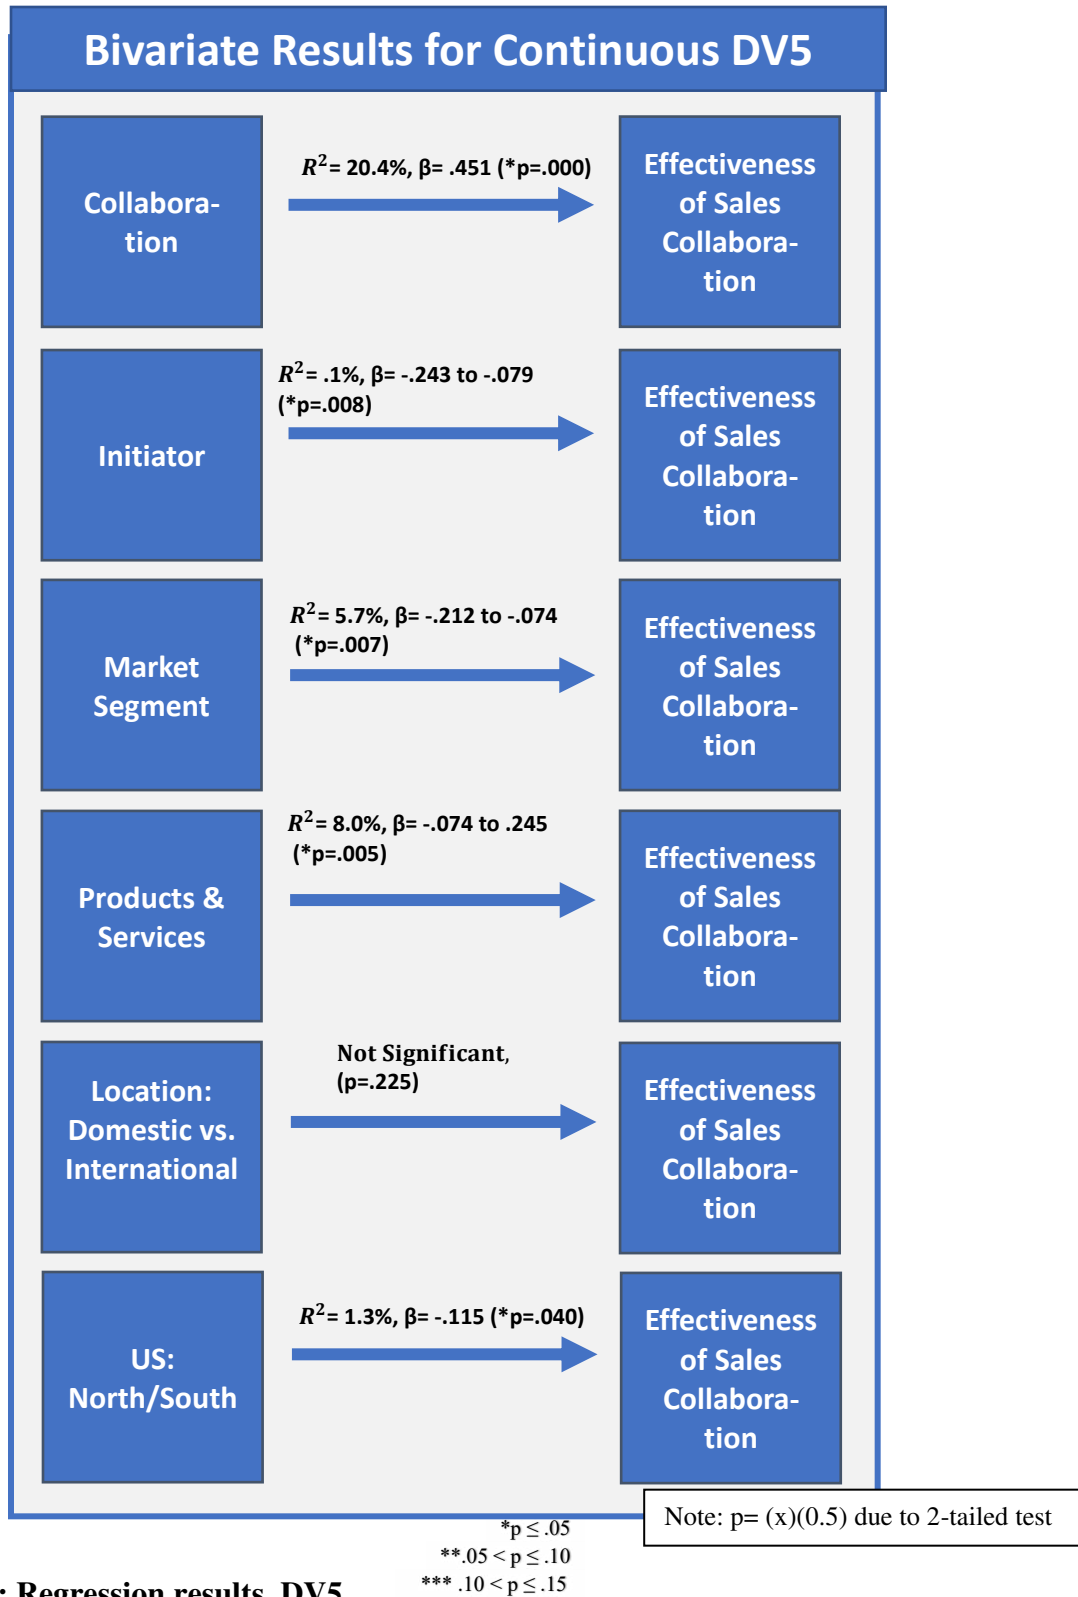 Bivariate Results for Continuous DV5
Collabora-
tion
R²= 20.4%, β= .451 (*p=.000)
Effectiveness
of Sales
Collabora-
tion
Initiator
R²= .1%, β= -.243 to -.079
(*p=.008)
Effectiveness
of Sales
Collabora-
tion
Market
Segment
R²= 5.7%, β= -.212 to -.074
(*p=.007)
Effectiveness
of Sales
Collabora-
tion
Products &
Services
R²= 8.0%, β= -.074 to .245
(*p=.005)
Effectiveness
of Sales
Collabora-
tion
Location:
Domestic vs.
International
Not Significant,
(p=.225)
Effectiveness
of Sales
Collabora-
tion
US:
North/South
R²= 1.3%, β= -.115 (*p=.040)
Effectiveness
of Sales
Collabora-
tion
Note: p= (x)(0.5) due to 2-tailed test
*p ≤ .05
**.05 < p ≤ .10
*** .10 < p ≤ .15
: Regression results, DV5